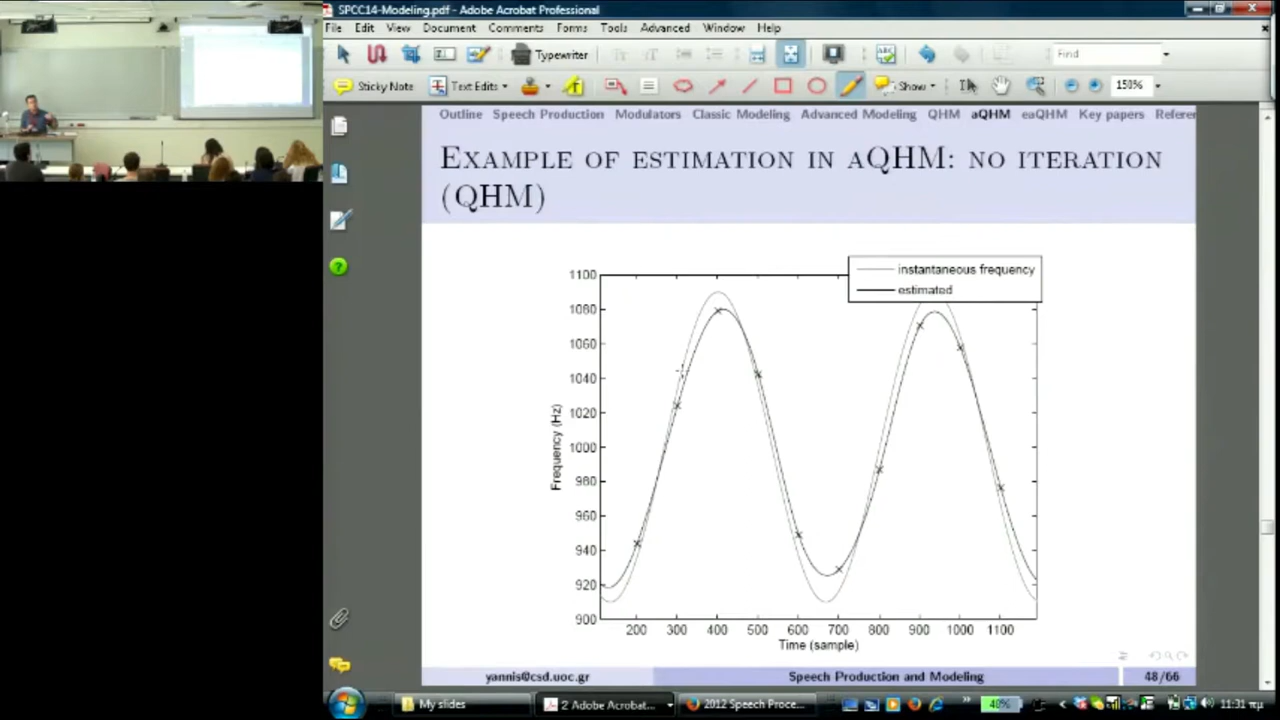 SPCC14-Modeling.pdf - Adobe Acrobat Professional
File Edit View Document Comments Forms Tools Advanced Window Help
Typewriter Find
Sticky Note Text Edits Show 150%
Outline Speech Production Modulators Classic Modeling Advanced Modeling QHM aQHM eaQHM Key papers Referer
EXAMPLE OF ESTIMATION IN AQHM: NO ITERATION
(QHM)
instantaneous frequency
estimated
1100
1080
1060
1040
1020
1000
980
960
940
920
900
Frequency (Hz)
200 300 400 500 600 700 800 900 1000 1100
Time (sample)
yannis@csd.uoc.gr Speech Production and Modeling 48/66
My slides 2 Adobe Acrobat... 2012 Speech Proce... 40% 11:31 πμ